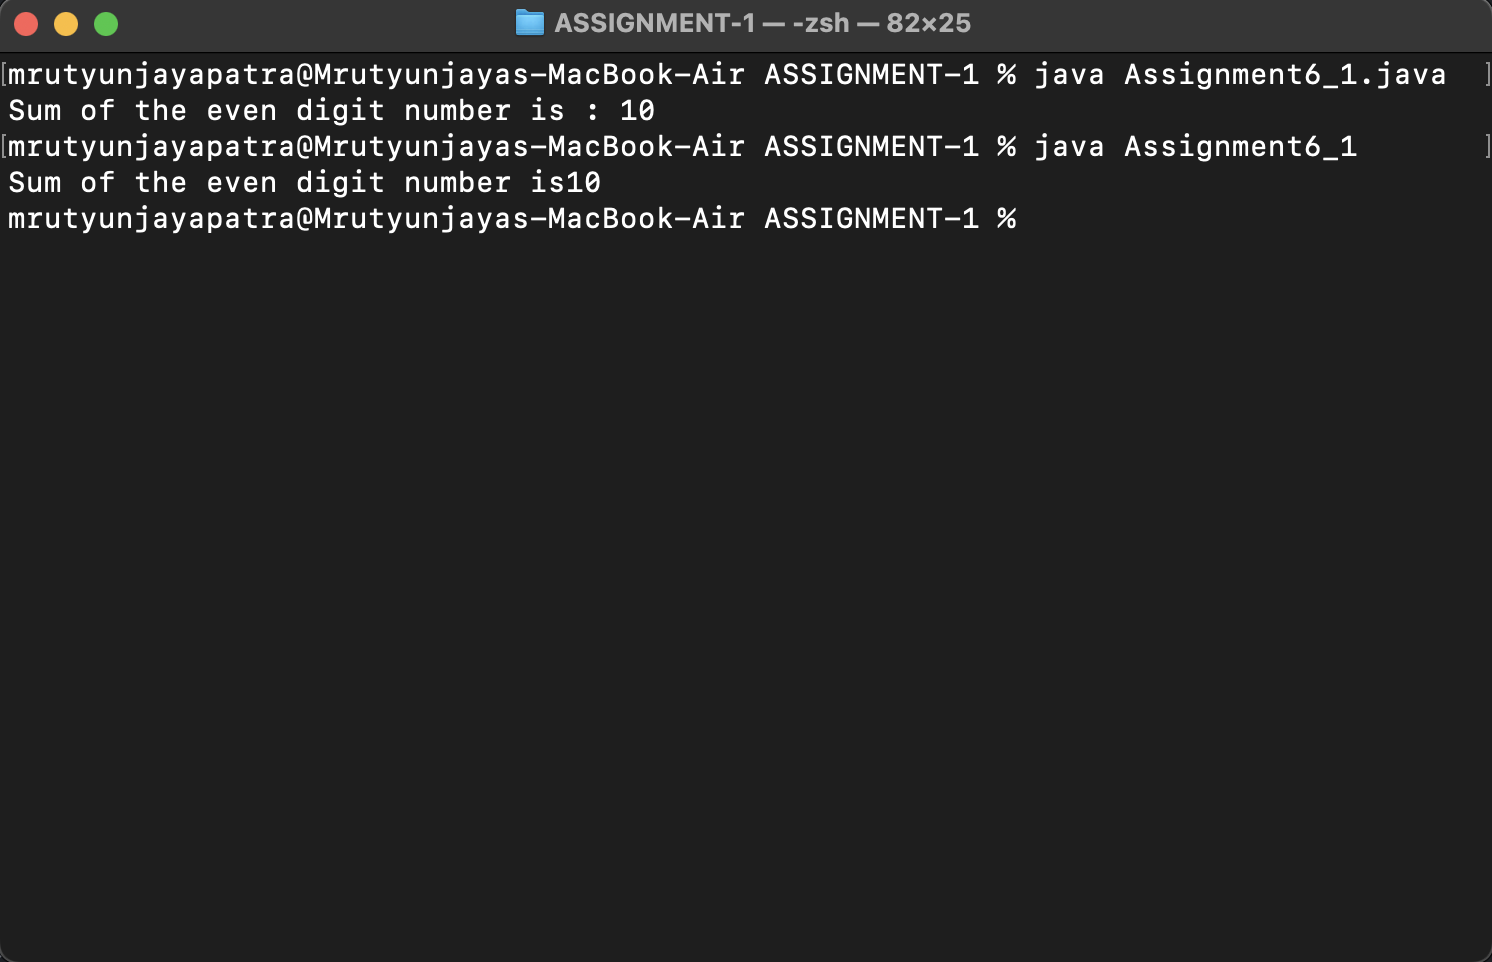 ASSIGNMENT-1 — -zsh — 82×25
[mrutyunjayapatra@Mrutyunjayas-MacBook-Air ASSIGNMENT-1 % java Assignment6_1.java ]
Sum of the even digit number is : 10
[mrutyunjayapatra@Mrutyunjayas-MacBook-Air ASSIGNMENT-1 % java Assignment6_1 ]
Sum of the even digit number is10
mrutyunjayapatra@Mrutyunjayas-MacBook-Air ASSIGNMENT-1 %